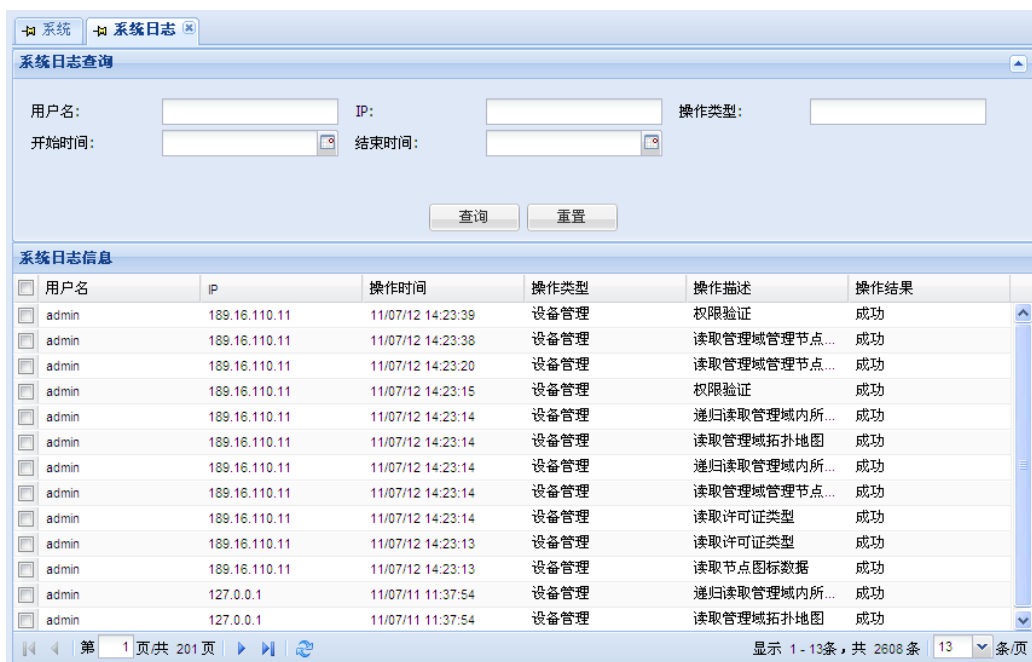 系统 系统日志
系统日志查询
用户名: IP: 操作类型:
开始时间: 结束时间:
查询 重置
系统日志信息
用户名 IP 操作时间 操作类型 操作描述 操作结果
admin 189.16.110.11 11/07/12 14:23:39 设备管理 权限验证 成功
admin 189.16.110.11 11/07/12 14:23:38 设备管理 读取管理域管理节点... 成功
admin 189.16.110.11 11/07/12 14:23:20 设备管理 读取管理域管理节点... 成功
admin 189.16.110.11 11/07/12 14:23:15 设备管理 权限验证 成功
admin 189.16.110.11 11/07/12 14:23:14 设备管理 递归读取管理域内所... 成功
admin 189.16.110.11 11/07/12 14:23:14 设备管理 读取管理域拓扑地图 成功
admin 189.16.110.11 11/07/12 14:23:14 设备管理 递归读取管理域内所... 成功
admin 189.16.110.11 11/07/12 14:23:14 设备管理 读取管理域管理节点... 成功
admin 189.16.110.11 11/07/12 14:23:14 设备管理 读取许可证类型 成功
admin 189.16.110.11 11/07/12 14:23:13 设备管理 读取许可证类型 成功
admin 189.16.110.11 11/07/12 14:23:13 设备管理 读取节点图标数据 成功
admin 127.0.0.1 11/07/11 11:37:54 设备管理 递归读取管理域内所... 成功
admin 127.0.0.1 11/07/11 11:37:54 设备管理 读取管理域拓扑地图 成功
第 1 页/共 201 页 显示 1 - 13条，共 2608 条 13 条/页